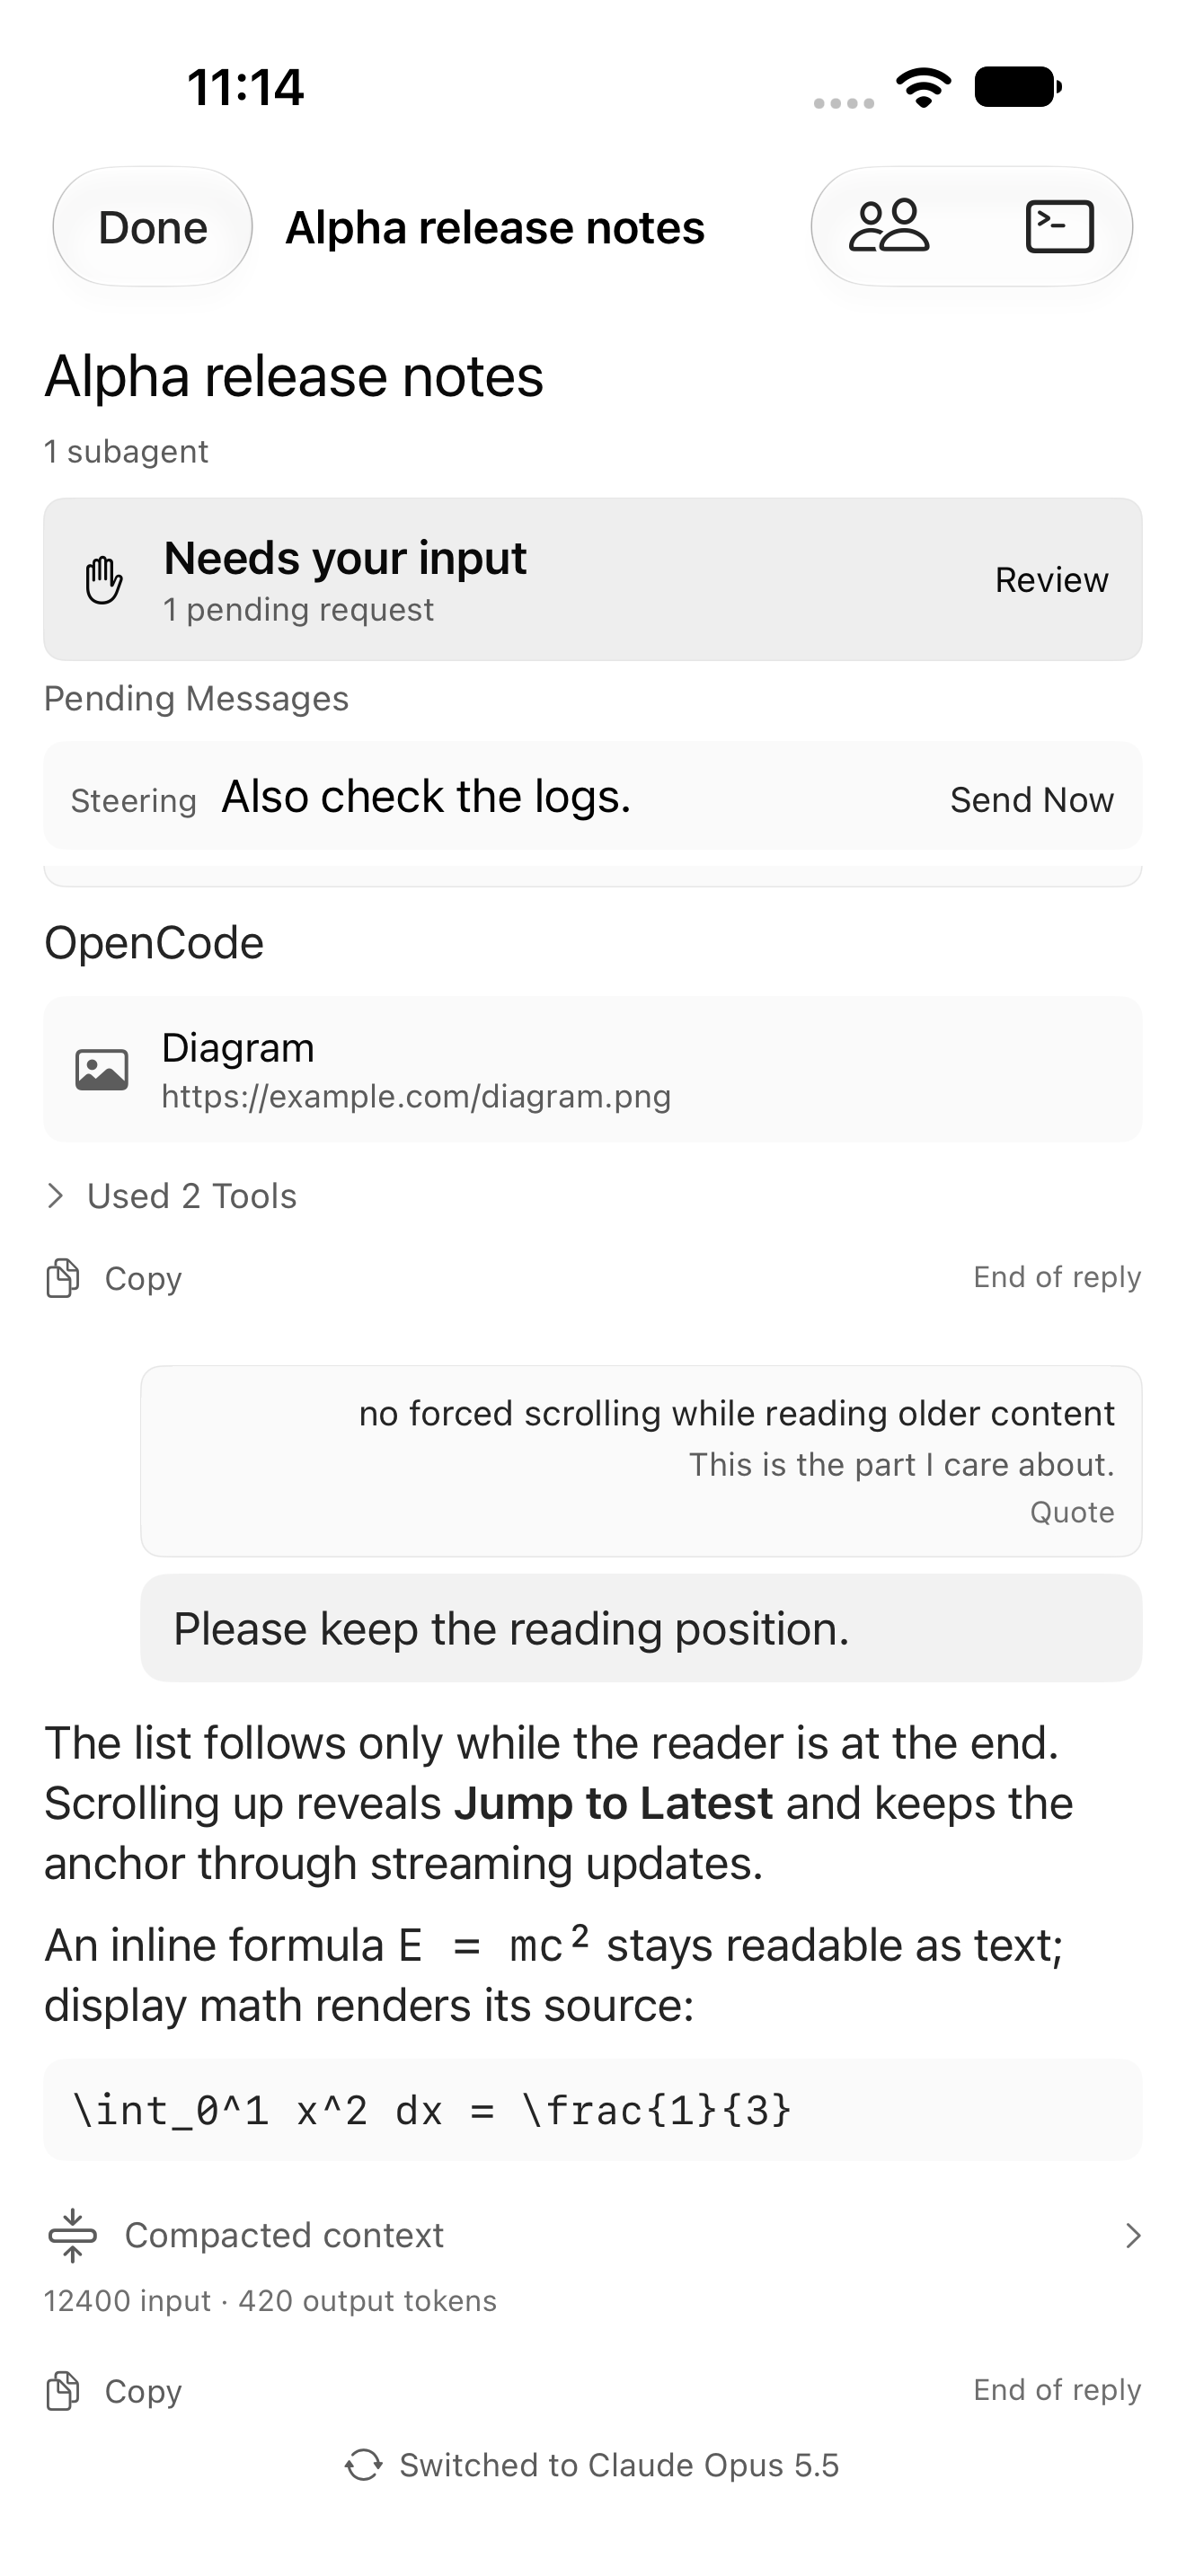 11:14
Done
Alpha release notes
Alpha release notes
1 subagent
Needs your input
1 pending request
Review
Pending Messages
Steering Also check the logs. Send Now
OpenCode
Diagram
https://example.com/diagram.png
Used 2 Tools
Copy
End of reply
no forced scrolling while reading older content
This is the part I care about.
Quote
Please keep the reading position.
The list follows only while the reader is at the end.
Scrolling up reveals Jump to Latest and keeps the
anchor through streaming updates.
An inline formula E = mc² stays readable as text;
display math renders its source:
\int_0^1 x^2 dx = \frac{1}{3}
Compacted context
12400 input · 420 output tokens
Copy
End of reply
Switched to Claude Opus 5.5